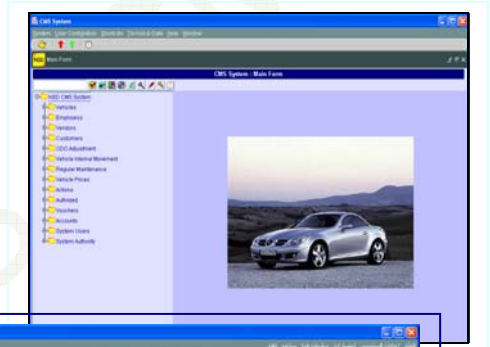 CMS System
System User Configration Shortcuts Technical Data Help Window
Main Form
CMS System : Main Form
NSD CMS System
Vehicles
Employees
Vendors
Customers
ODO Adjustment
Vehicle Internal Movement
Regular Maintenance
Vehicle Prices
Actions
Authorized
Vouchers
Accounts
System Users
System Authority